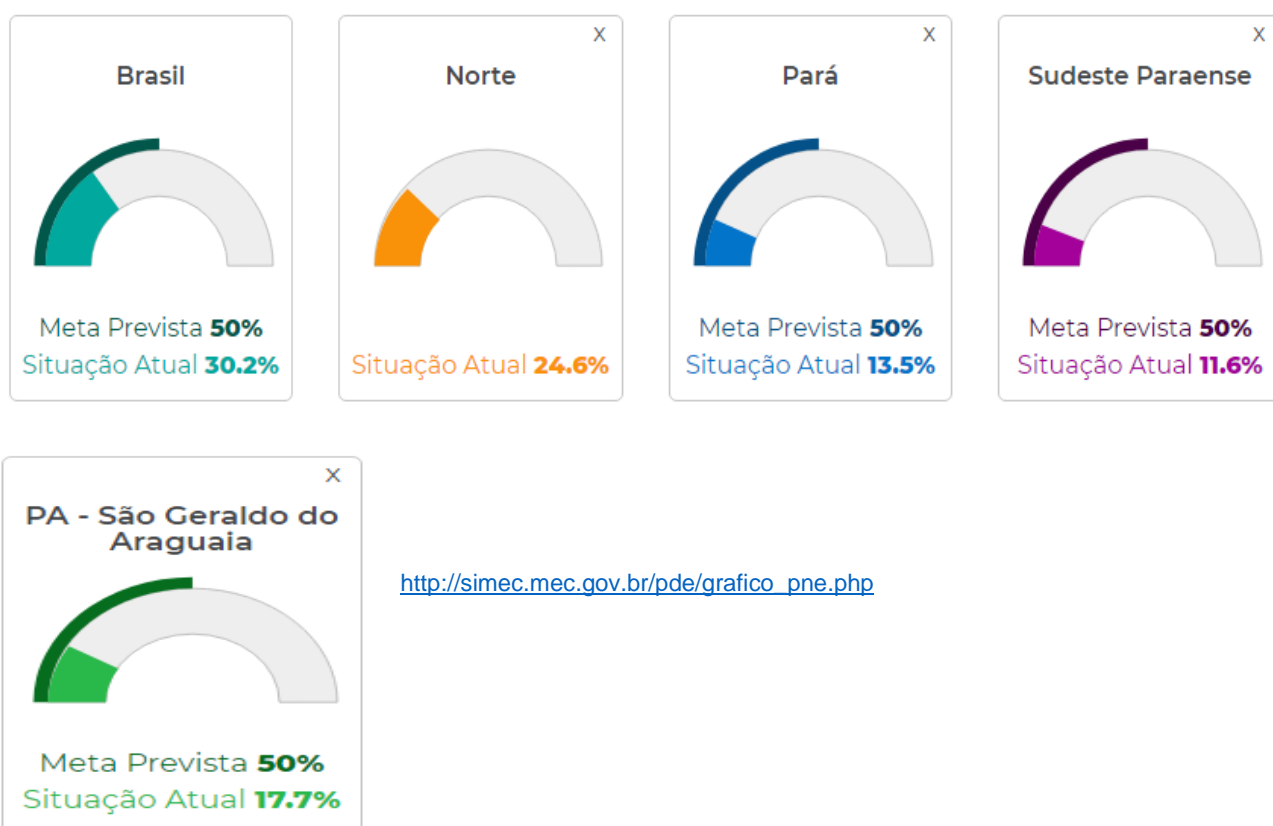 X
X
X
Brasil
Norte
Pará
Sudeste Paraense
Meta Prevista 50%
Situação Atual 30.2%
Situação Atual 24.6%
Meta Prevista 50%
Situação Atual 13.5%
Meta Prevista 50%
Situação Atual 11.6%
X
PA - São Geraldo do
Araguaia
http://simec.mec.gov.br/pde/grafico_pne.php
Meta Prevista 50%
Situação Atual 17.7%